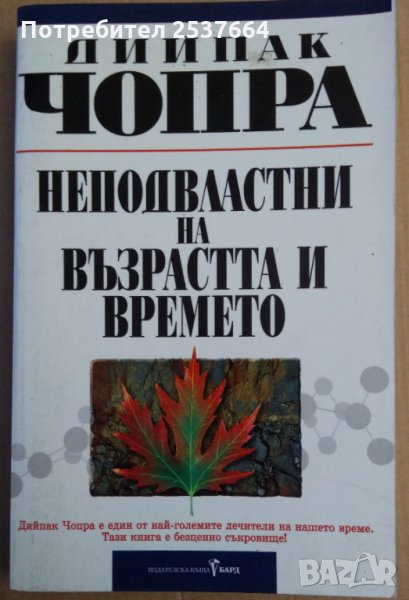 Потребител 2537664
ДИЙПАК
ЧОПРА
НЕПОДВЛАСТНИ
НА
ВЪЗРАСТТА И
ВРЕМЕТО
Дийпак Чопра е един от най-големите лечители на нашето време.
Тази книга е безценно съкровище!
ИЗДАТЕЛСКА КЪЩА БАРД
BAZAR